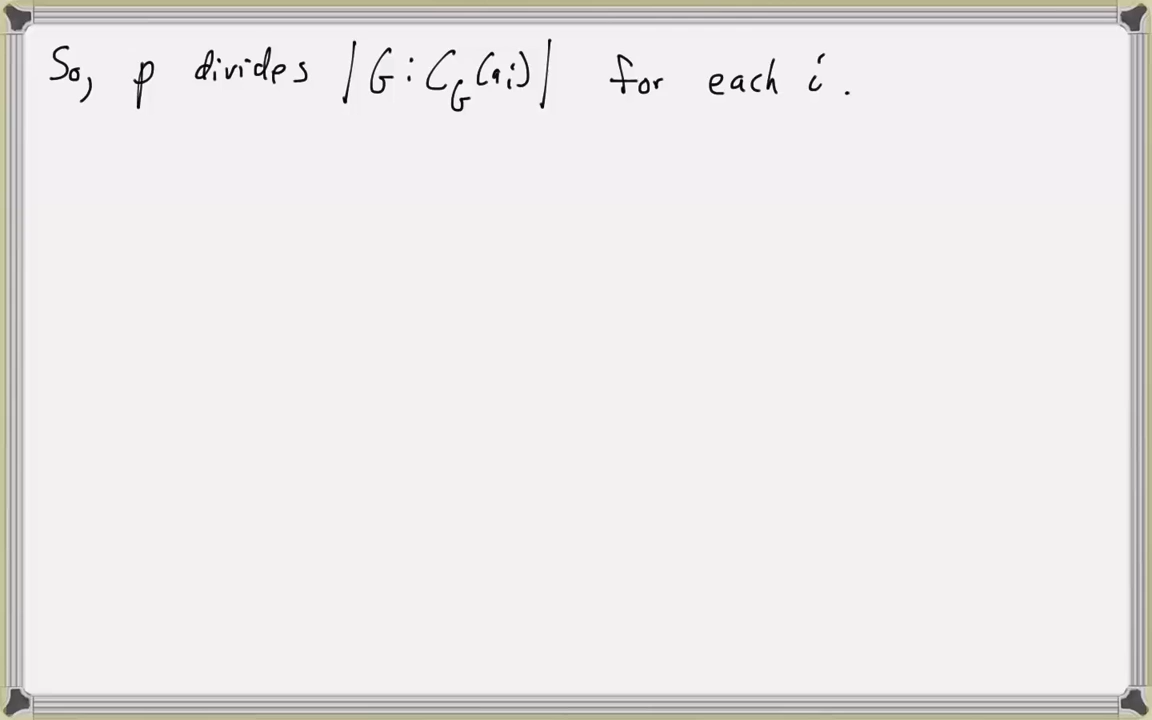 So, p divides |G : C_G(a_i)| for each i.